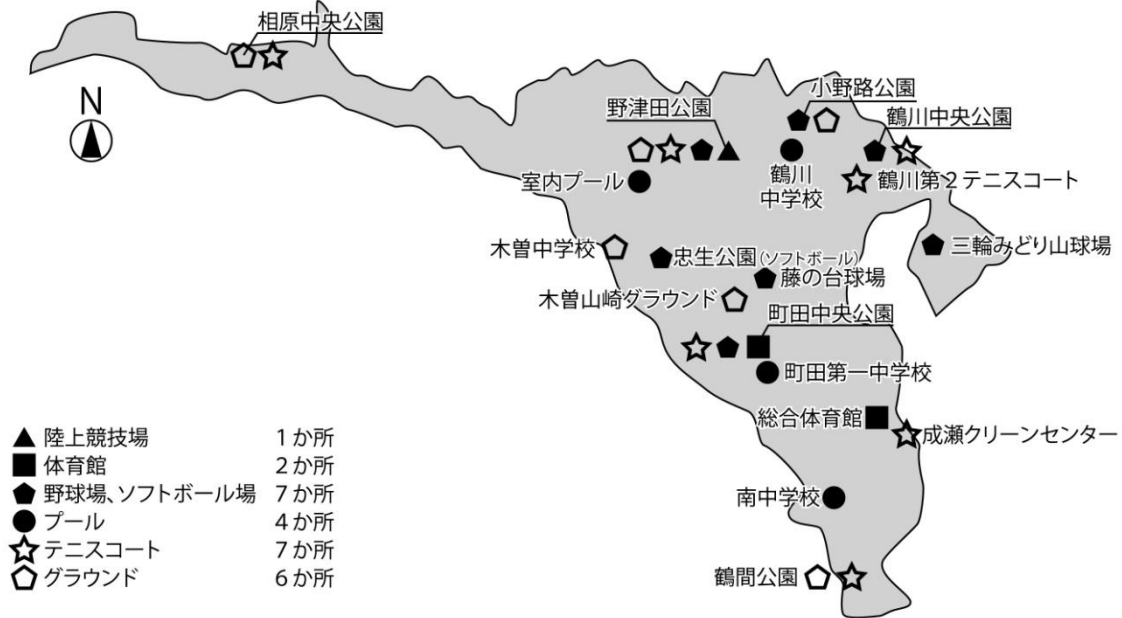 相原中央公園
N
小野路公園
野津田公園
鶴川中央公園
鶴川
中学校
室内プール
鶴川第2テニスコート
木曽中学校
三輪みどり山球場
忠生公園(ソフトボール)
藤の台球場
木曽山崎グラウンド
町田中央公園
町田第一中学校
総合体育館
成瀬クリーンセンター
南中学校
鶴間公園
陸上競技場 1か所
体育館 2か所
野球場、ソフトボール場 7か所
プール 4か所
テニスコート 7か所
グラウンド 6か所